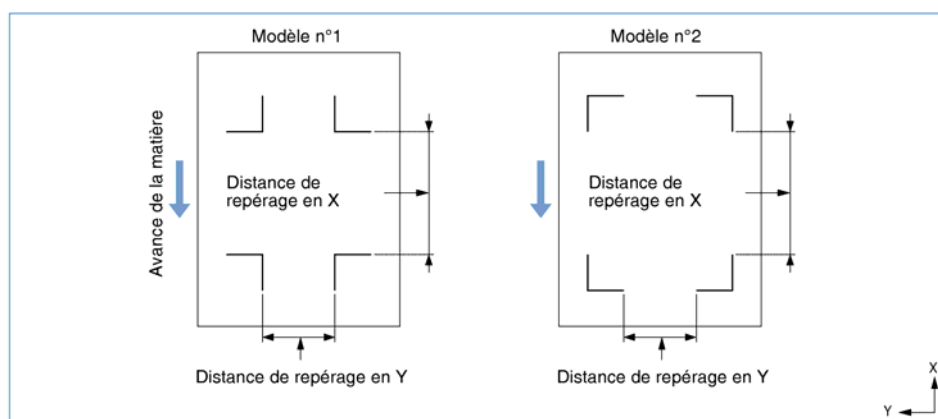 Modèle n°1
Avance de la matière
Distance de
repérage en X
Distance de repérage en Y
Modèle n°2
Distance de
repérage en X
Distance de repérage en Y
X
Y